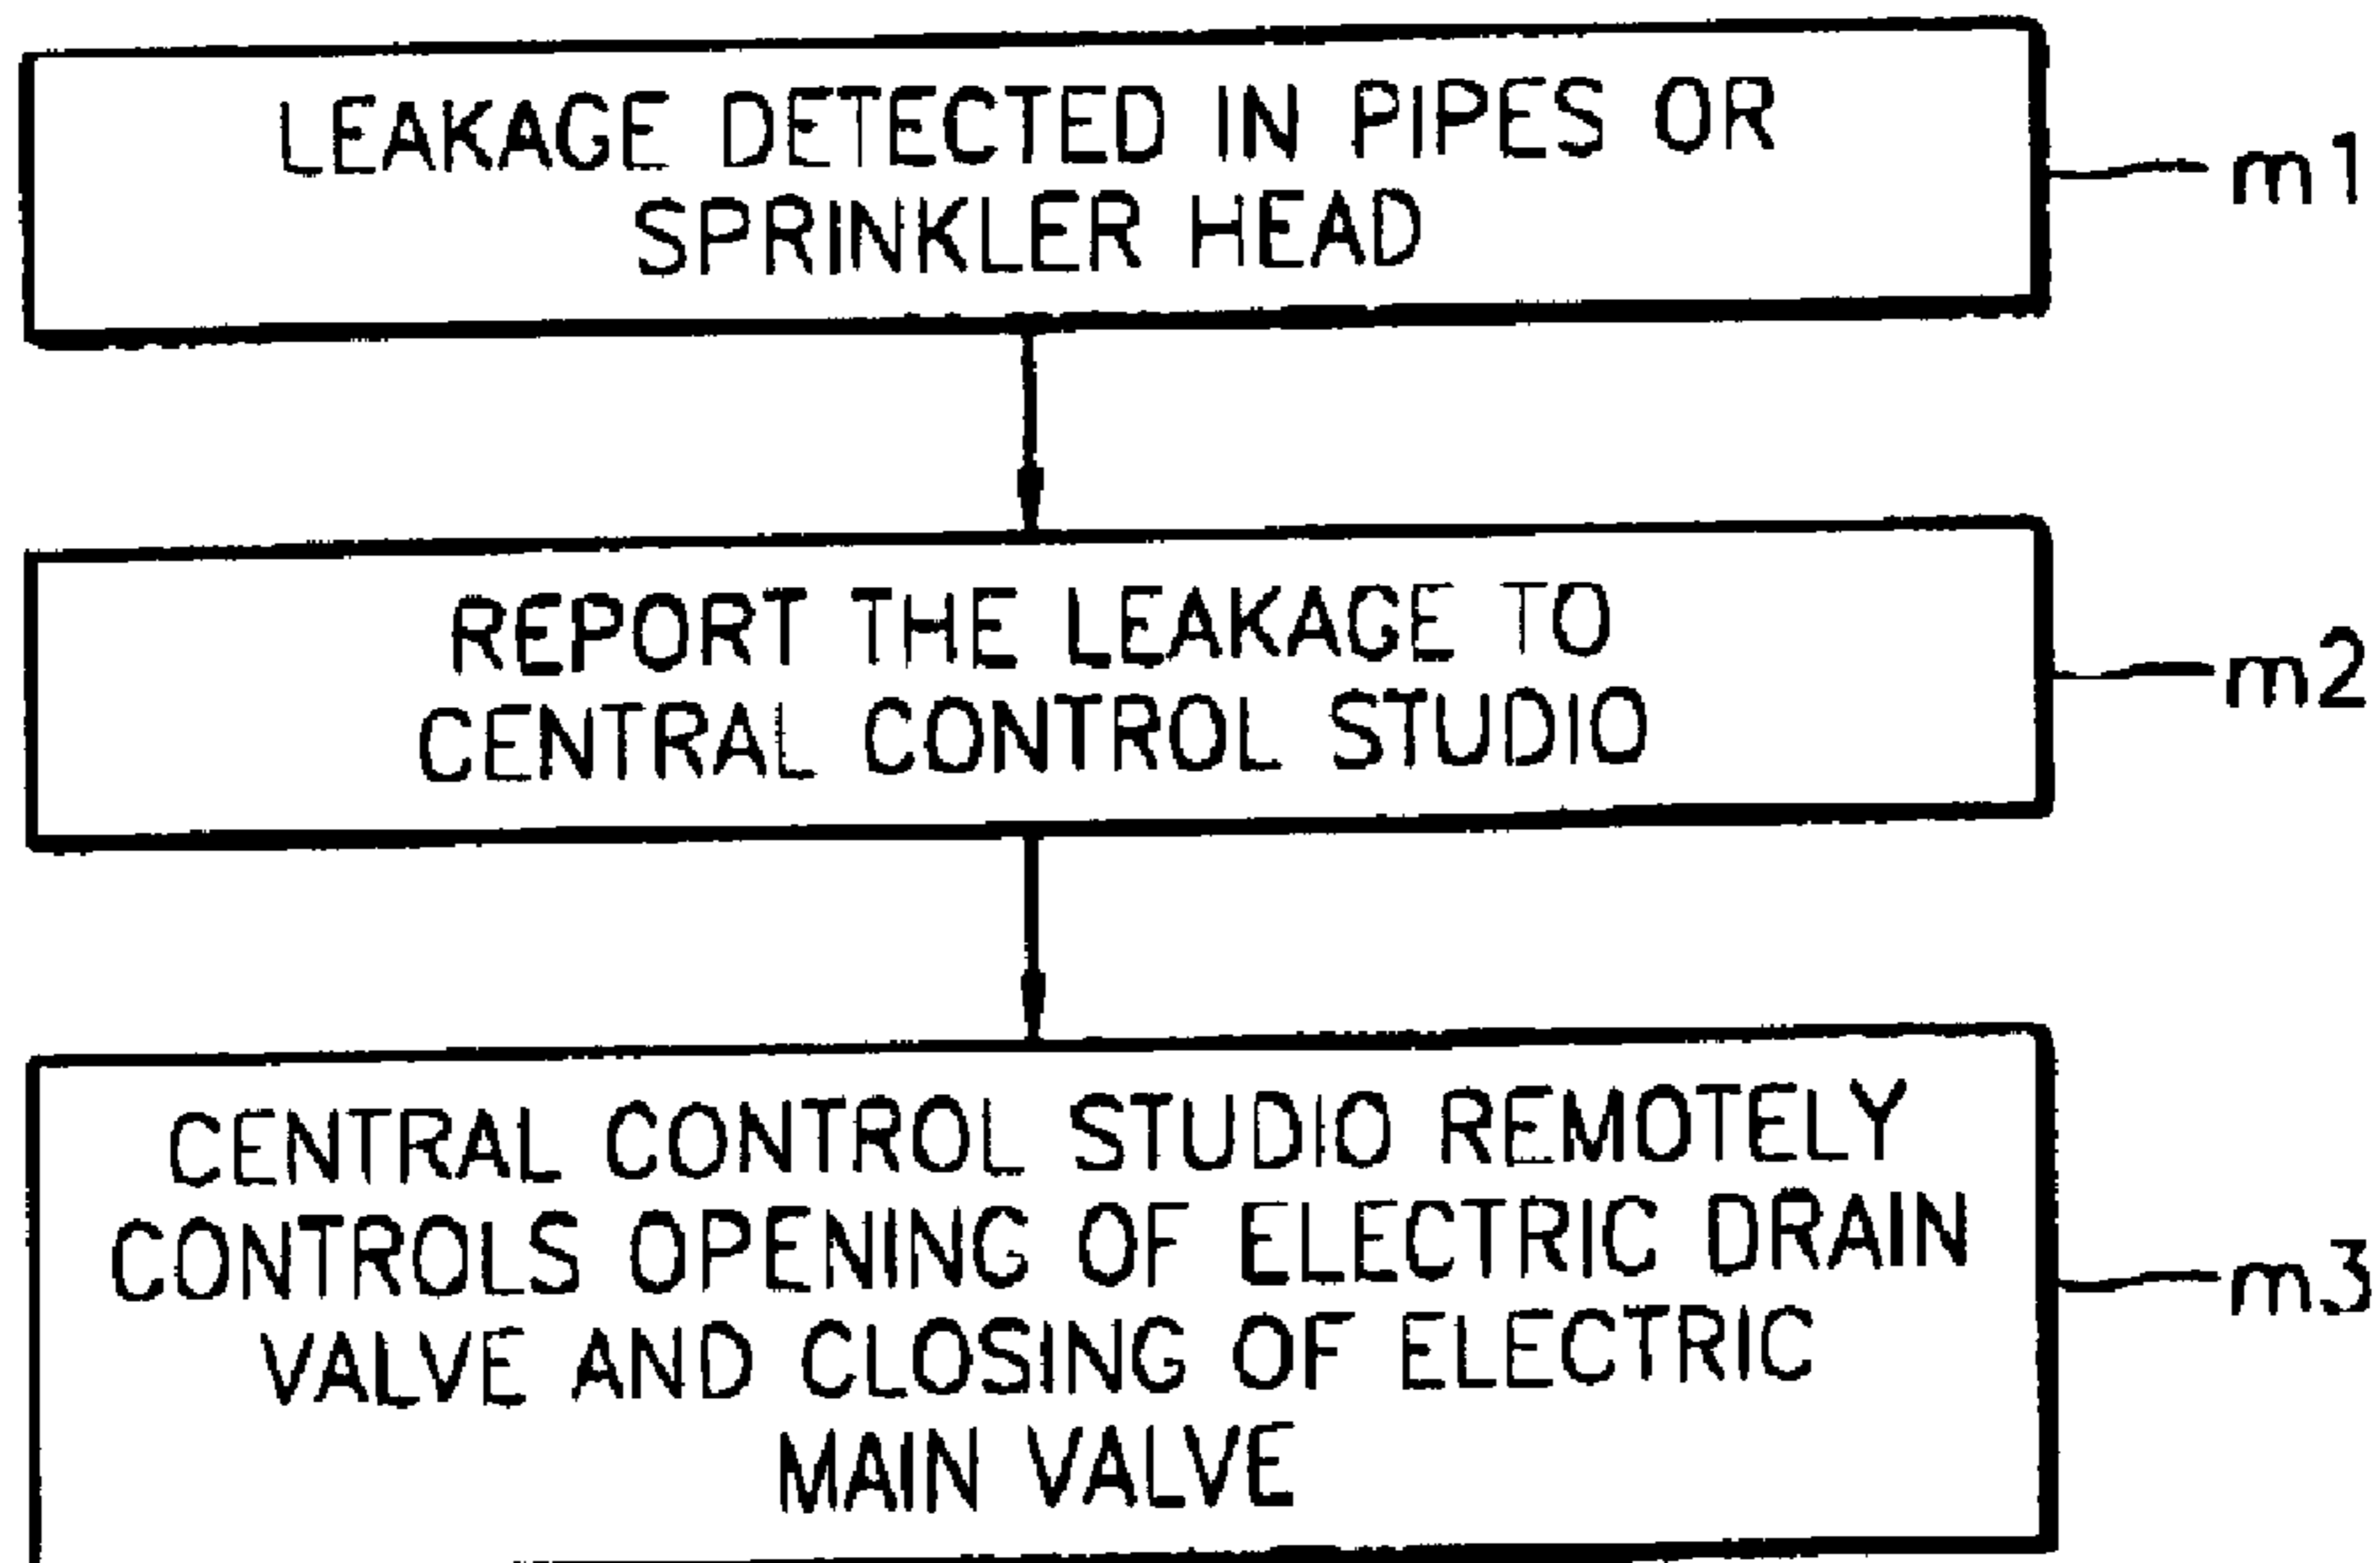 LEAKAGE DETECTED IN PIPES OR
SPRINKLER HEAD
m1
REPORT THE LEAKAGE TO
CENTRAL CONTROL STUDIO
m2
CENTRAL CONTROL STUDIO REMOTELY
CONTROLS OPENING OF ELECTRIC DRAIN
VALVE AND CLOSING OF ELECTRIC
MAIN VALVE
m3